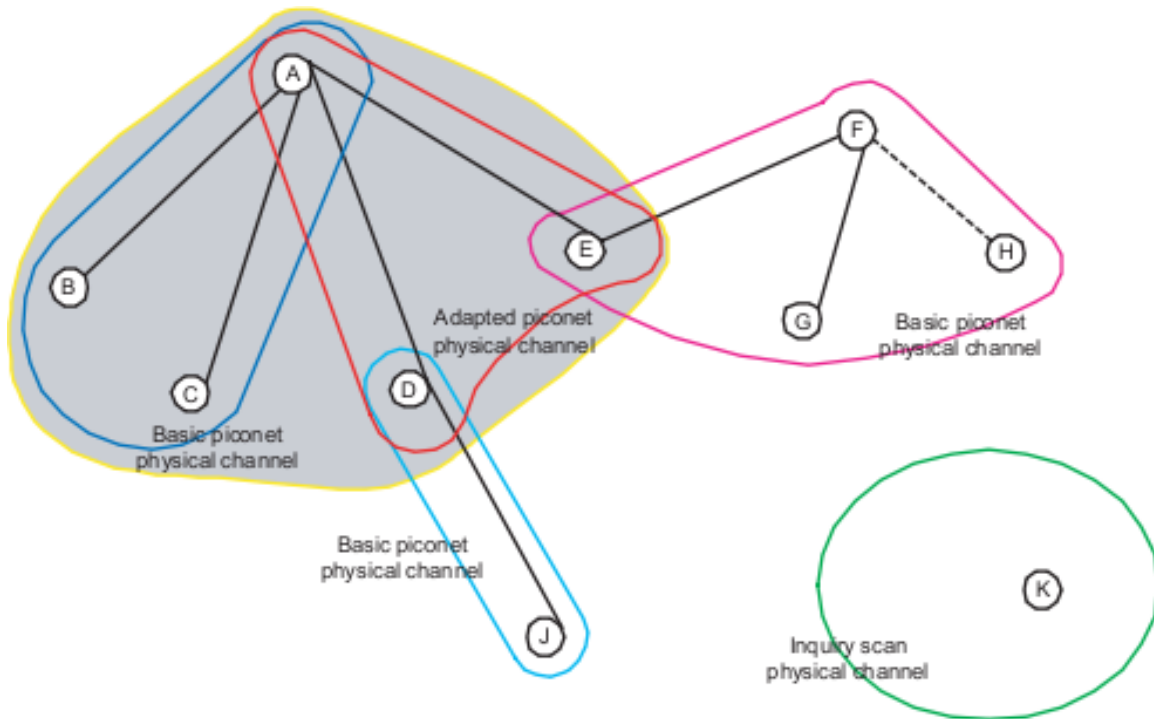 A
F
B
E
H
G
Adapted piconet
physical channel
Basic piconet
physical channel
D
C
Basic piconet
physical channel
Basic piconet
physical channel
K
J
Inquiry scan
physical channel